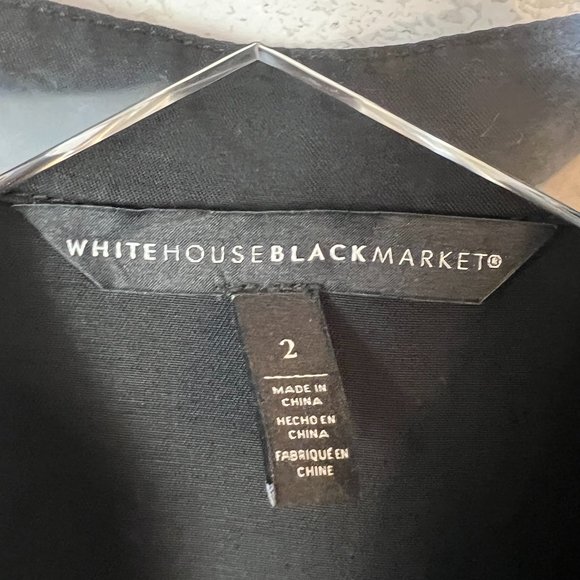 WHITEHOUSEBLACKMARKET®
2
MADE IN
CHINA
HECHO EN
CHINA
FABRIQUÉ EN
CHINE